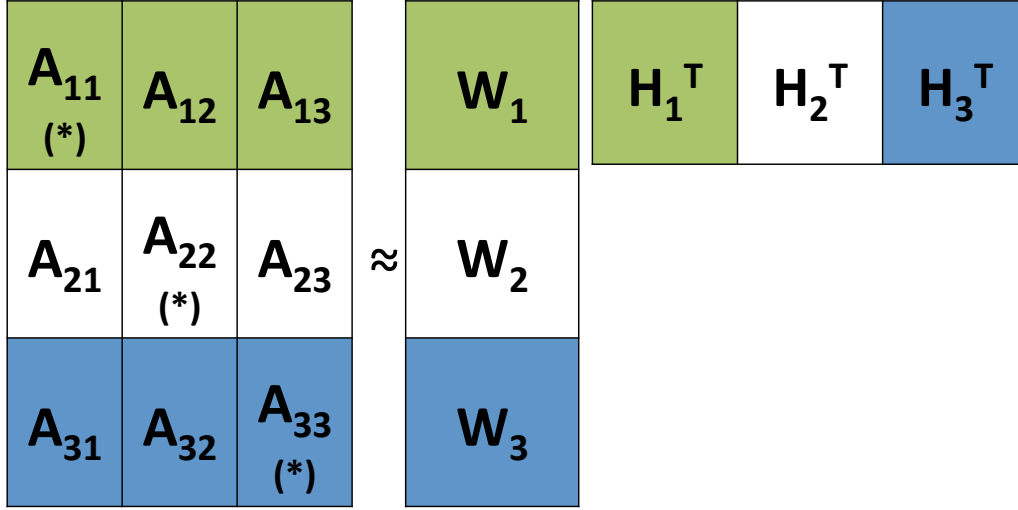 A₁₁ A₁₂ A₁₃ W₁ H₁ᵀ H₂ᵀ H₃ᵀ
(*)
A₂₁ A₂₂ A₂₃ ≈ W₂
(*)
A₃₁ A₃₂ A₃₃ W₃
(*)